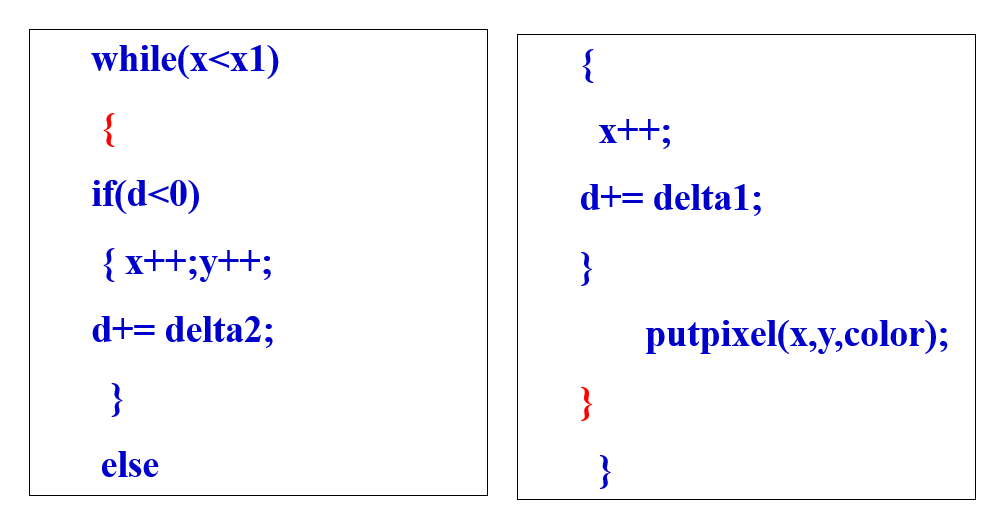 while(x<x1)
{
if(d<0)
{ x++;y++;
d+= delta2;
}
else
{
x++;
d+= delta1;
}
putpixel(x,y,color);
}
}